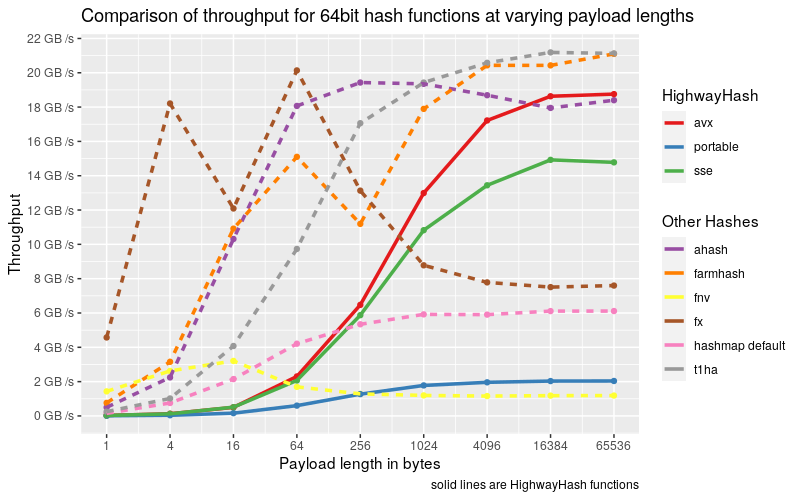 Comparison of throughput for 64bit hash functions at varying payload lengths
22 GB /s
20 GB /s
18 GB /s
16 GB /s
14 GB /s
12 GB /s
10 GB /s
8 GB /s
6 GB /s
4 GB /s
2 GB /s
0 GB /s
Throughput
1 4 16 64 256 1024 4096 16384 65536
Payload length in bytes
solid lines are HighwayHash functions
HighwayHash
avx
portable
sse
Other Hashes
ahash
farmhash
fnv
fx
hashmap default
t1ha